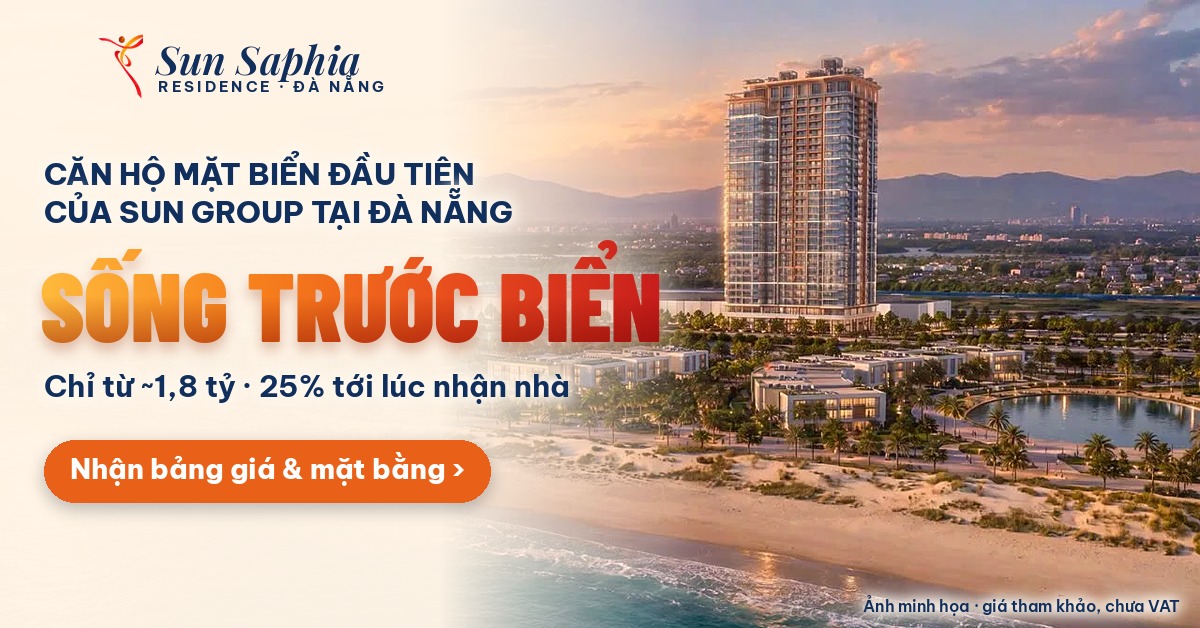 Sun Saphia
RESIDENCE · ĐÀ NẴNG
CĂN HỘ MẶT BIỂN ĐẦU TIÊN
CỦA SUN GROUP TẠI ĐÀ NẴNG
SỐNG TRƯỚC BIỂN
Chỉ từ ~1,8 tỷ · 25% tới lúc nhận nhà
Nhận bảng giá & mặt bằng >
Ảnh minh họa · giá tham khảo, chưa VAT